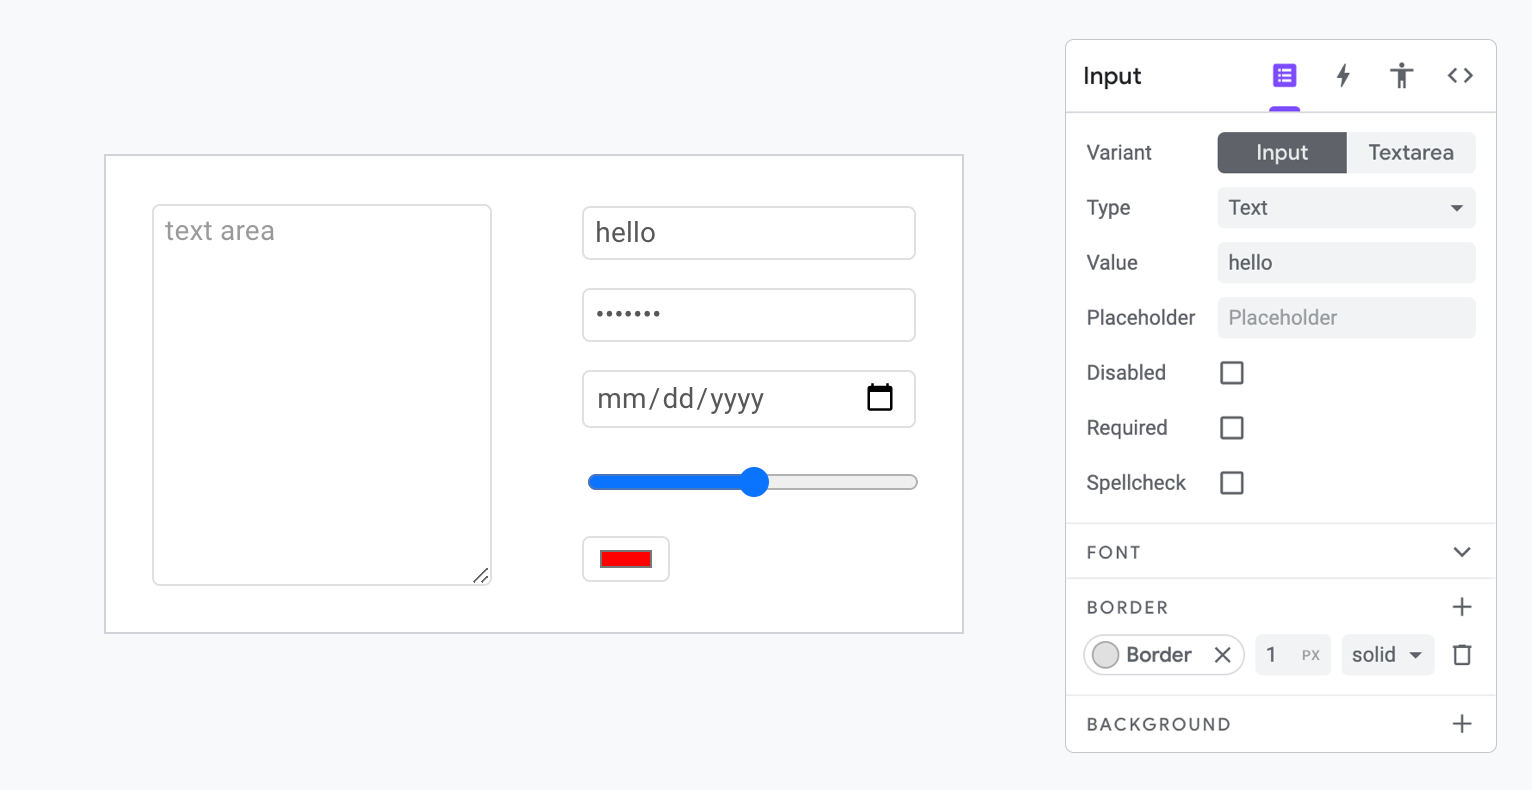 text area
hello
•••••••
mm/dd/yyyy
Input
Variant Input Textarea
Type Text
Value hello
Placeholder Placeholder
Disabled
Required
Spellcheck
FONT
BORDER
Border 1 PX solid
BACKGROUND